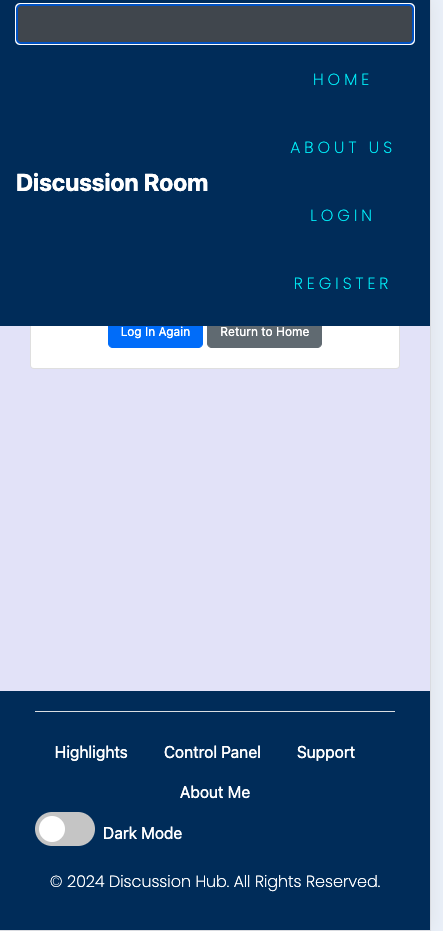 HOME
ABOUT US
Discussion Room
LOGIN
REGISTER
Log In Again Return to Home
Highlights Control Panel Support
About Me
Dark Mode
© 2024 Discussion Hub. All Rights Reserved.